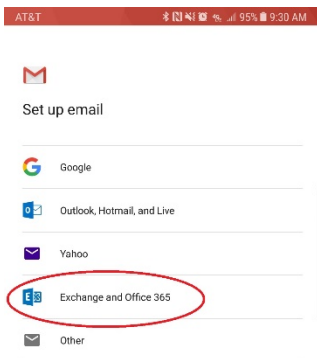 AT&T 95% 9:30 AM
Set up email
Google
Outlook, Hotmail, and Live
Yahoo
Exchange and Office 365
Other